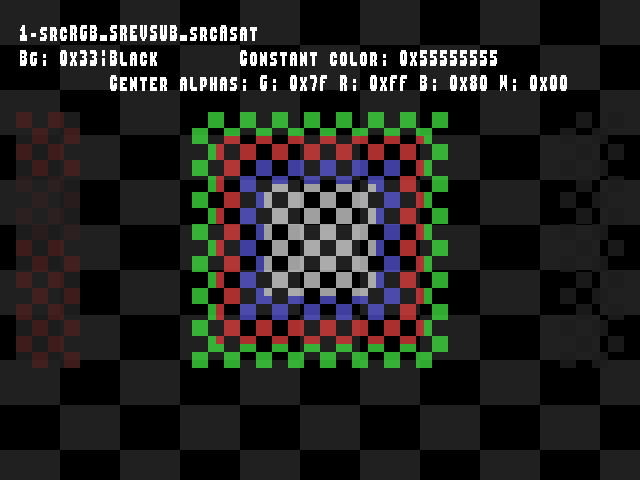 1-srcRGB_SREVSUB_srcAsat
Bg: 0x33¦Black Constant color: 0x55555555
Center alphas: G: 0x7f R: 0xff B: 0x80 W: 0x00